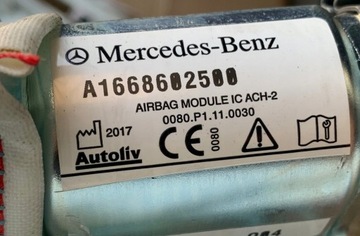 Mercedes-Benz
A1668602500
AIRBAG MODULE IC ACH-2
0080.P1.11.0030
2017
Autoliv
CE
0080